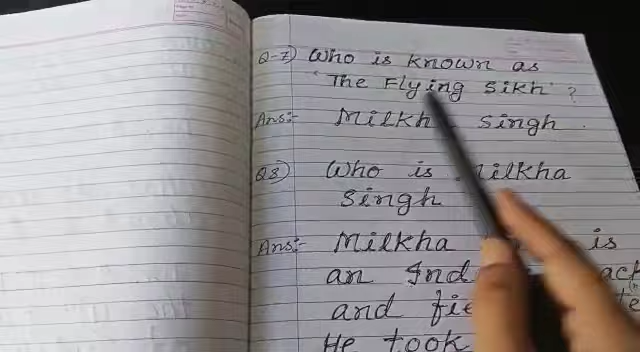 Q-7) Who is known as
'The Flying Sikh' ?
Ans:- Milkh Singh .
Q8) Who is Milkha
Singh
Ans:- Milkha is
an Ind
and fie
He took